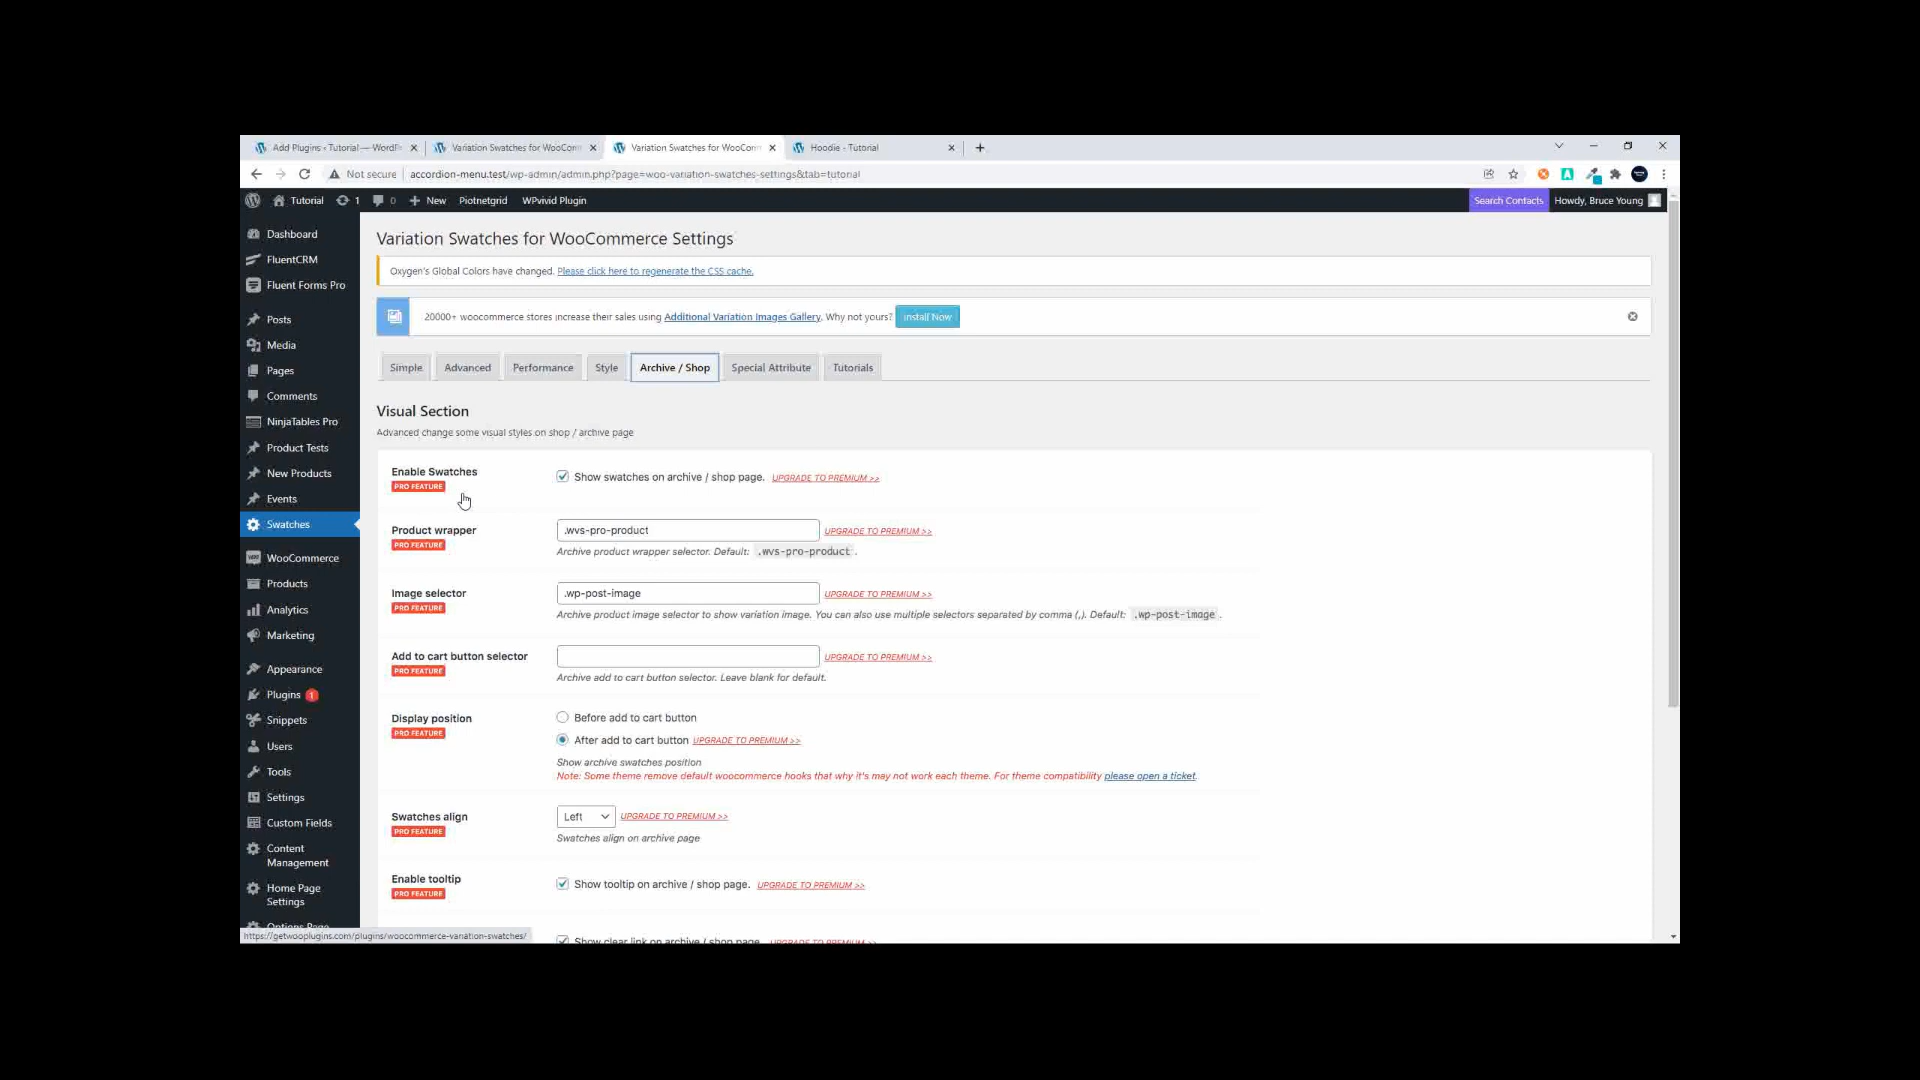 Add Plugins ‹ Tutorial — WordPr
Variation Swatches for WooCom
Variation Swatches for WooCom
Hoodie - Tutorial
Not secure
accordion-menu.test/wp-admin/admin.php?page=woo-variation-swatches-settings&tab=tutorial
Tutorial
1
0
New
Piotnetgrid
WPvivid Plugin
Search Contacts
Howdy, Bruce Young
Dashboard
FluentCRM
Fluent Forms Pro
Posts
Media
Pages
Comments
NinjaTables Pro
Product Tests
New Products
Events
Swatches
WooCommerce
Products
Analytics
Marketing
Appearance
Plugins 1
Snippets
Users
Tools
Settings
Custom Fields
Content
Management
Home Page
Settings
Options Page
https://getwooplugins.com/plugins/woocommerce-variation-swatches/
Variation Swatches for WooCommerce Settings
Oxygen's Global Colors have changed. Please click here to regenerate the CSS cache.
20000+ woocommerce stores increase their sales using Additional Variation Images Gallery. Why not yours? Install Now
Simple
Advanced
Performance
Style
Archive / Shop
Special Attribute
Tutorials
Visual Section
Advanced change some visual styles on shop / archive page
Enable Swatches
PRO FEATURE
Show swatches on archive / shop page. UPGRADE TO PREMIUM >>
Product wrapper
PRO FEATURE
.wvs-pro-product
UPGRADE TO PREMIUM >>
Archive product wrapper selector. Default: .wvs-pro-product .
Image selector
PRO FEATURE
.wp-post-image
UPGRADE TO PREMIUM >>
Archive product image selector to show variation image. You can also use multiple selectors separated by comma (,). Default: .wp-post-image .
Add to cart button selector
PRO FEATURE
UPGRADE TO PREMIUM >>
Archive add to cart button selector. Leave blank for default.
Display position
PRO FEATURE
Before add to cart button
After add to cart button UPGRADE TO PREMIUM >>
Show archive swatches position
Note: Some theme remove default woocommerce hooks that why it's may not work each theme. For theme compatibility please open a ticket.
Swatches align
PRO FEATURE
Left
UPGRADE TO PREMIUM >>
Swatches align on archive page
Enable tooltip
PRO FEATURE
Show tooltip on archive / shop page. UPGRADE TO PREMIUM >>
Show clear link on archive / shop page. UPGRADE TO PREMIUM >>